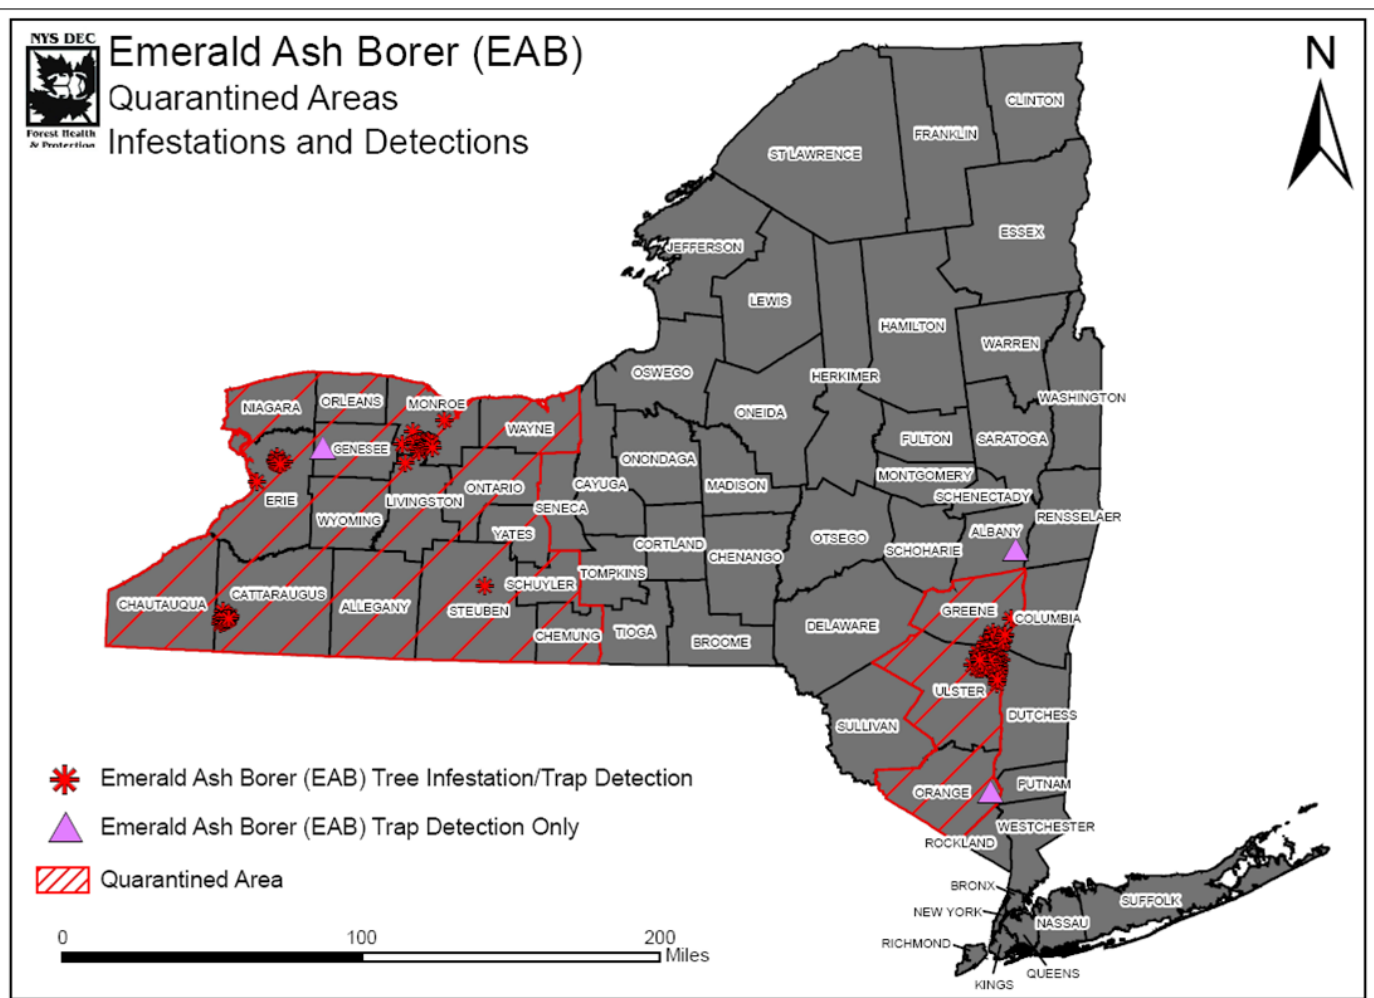 NYS DEC
Forest Health
& Protection
Emerald Ash Borer (EAB)
Quarantined Areas
Infestations and Detections
N
CLINTON
FRANKLIN
ST LAWRENCE
ESSEX
JEFFERSON
LEWIS
HAMILTON
WARREN
OSWEGO
HERKIMER
WASHINGTON
NIAGARA
ORLEANS
MONROE
ONEIDA
WAYNE
FULTON
SARATOGA
GENESEE
ONONDAGA
MONTGOMERY
CAYUGA
MADISON
SCHENECTADY
ERIE
WYOMING
LIVINGSTON
ONTARIO
SENECA
RENSSELAER
YATES
CORTLAND
CHENANGO
OTSEGO
SCHOHARIE
ALBANY
CHAUTAUQUA
CATTARAUGUS
ALLEGANY
STEUBEN
SCHUYLER
TOMPKINS
GREENE
COLUMBIA
CHEMUNG
TIOGA
BROOME
DELAWARE
ULSTER
SULLIVAN
DUTCHESS
ORANGE
PUTNAM
ROCKLAND
WESTCHESTER
BRONX
NEW YORK
NASSAU
SUFFOLK
RICHMOND
KINGS
QUEENS
Emerald Ash Borer (EAB) Tree Infestation/Trap Detection
Emerald Ash Borer (EAB) Trap Detection Only
Quarantined Area
0
100
200
Miles